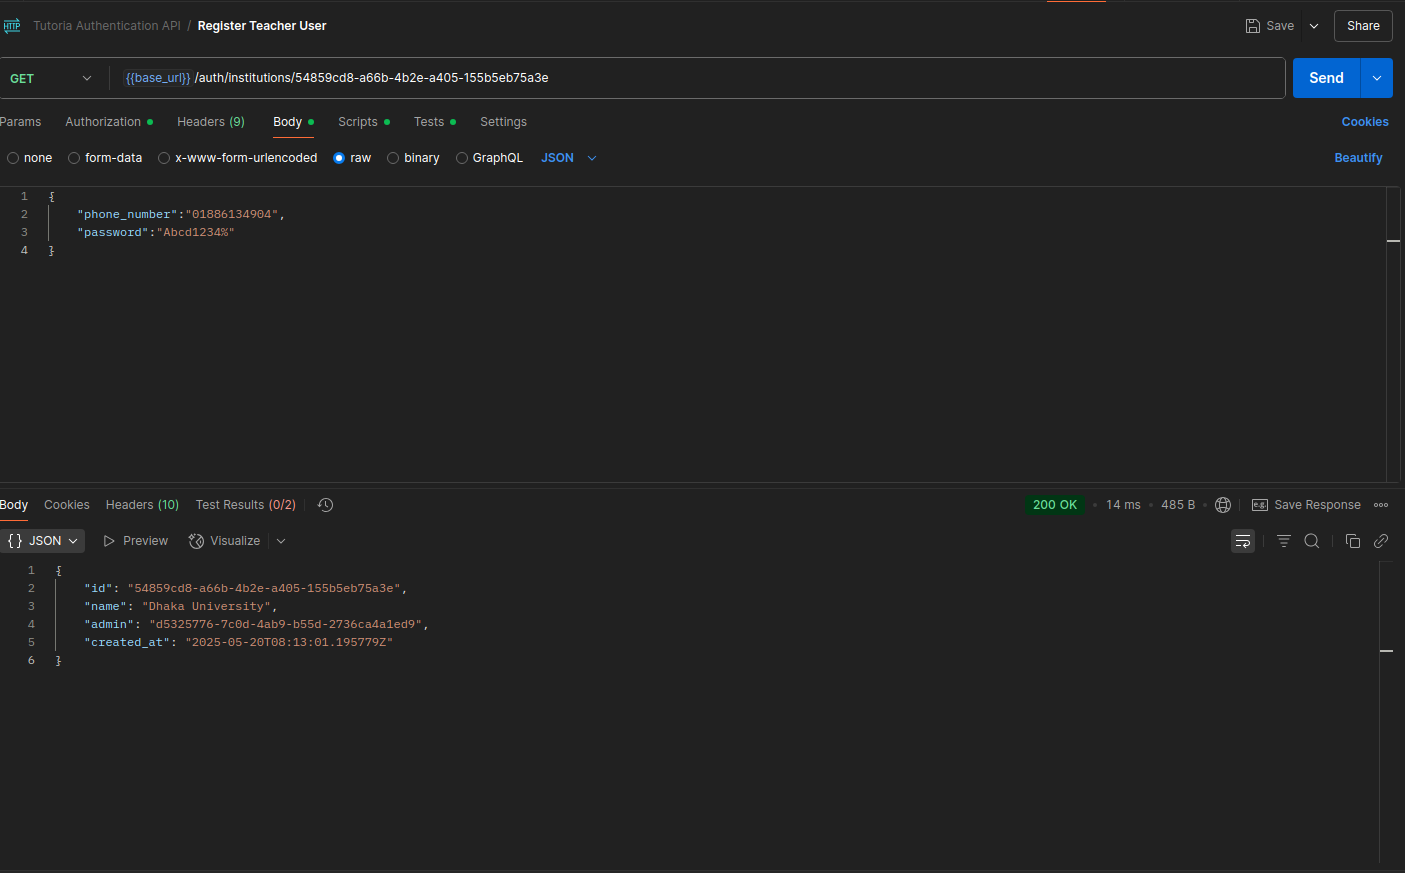 HTTP Tutoria Authentication API / Register Teacher User Save Share
GET {{base_url}}/auth/institutions/54859cd8-a66b-4b2e-a405-155b5eb75a3e Send
Params Authorization Headers (9) Body Scripts Tests Settings Cookies
none form-data x-www-form-urlencoded raw binary GraphQL JSON Beautify
1 {
2 "phone_number":"01886134904",
3 "password":"Abcd1234%"
4 }
Body Cookies Headers (10) Test Results (0/2) 200 OK • 14 ms • 485 B e.g. Save Response
{} JSON Preview Visualize
1 {
2 "id": "54859cd8-a66b-4b2e-a405-155b5eb75a3e",
3 "name": "Dhaka University",
4 "admin": "d5325776-7c0d-4ab9-b55d-2736ca4a1ed9",
5 "created_at": "2025-05-20T08:13:01.195779Z"
6 }